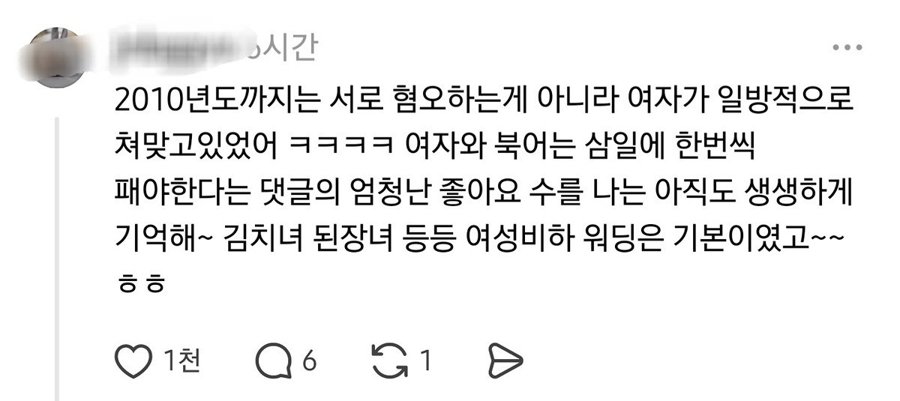 시간
2010년도까지는 서로 혐오하는게 아니라 여자가 일방적으로
쳐맞고있었어 ㅋㅋㅋㅋ 여자와 북어는 삼일에 한번씩
패야한다는 댓글의 엄청난 좋아요 수를 나는 아직도 생생하게
기억해~ 김치녀 된장녀 등등 여성비하 워딩은 기본이였고~~
ㅎㅎ
1천 6 1